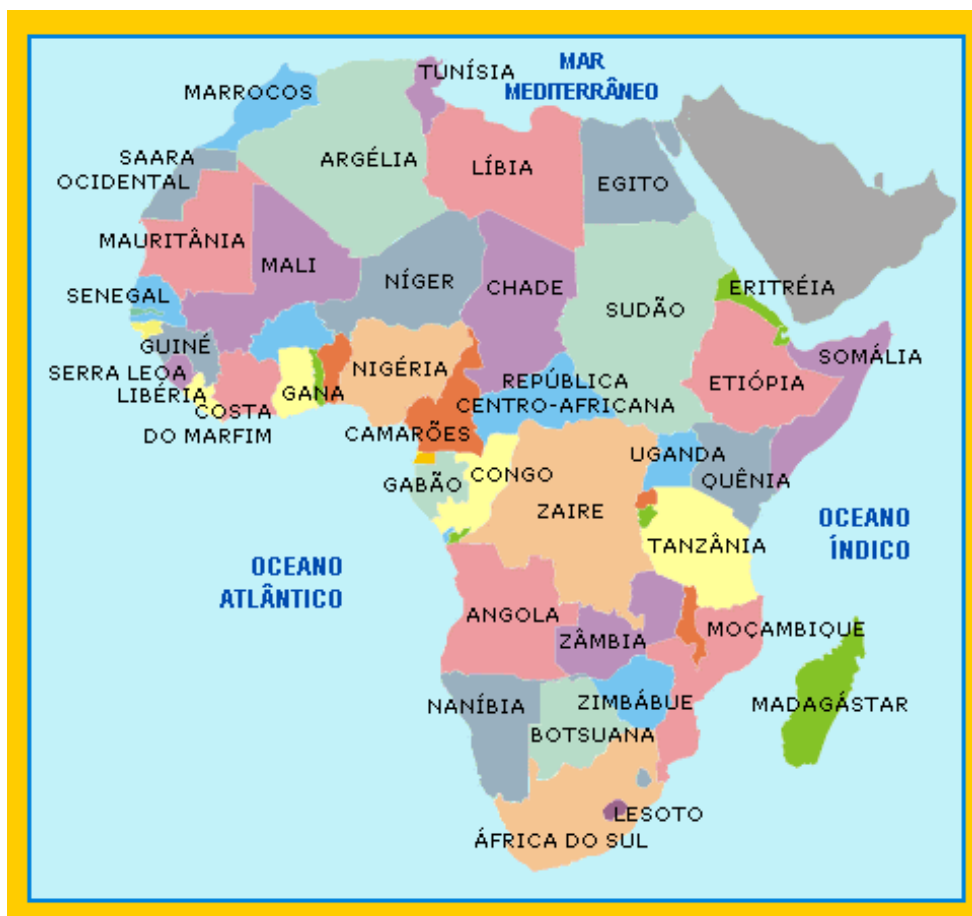 MAR
MEDITERRÂNEO
TUNÍSIA
MARROCOS
SAARA
OCIDENTAL
ARGÉLIA
LÍBIA
EGITO
MAURITÂNIA
MALI
NÍGER
CHADE
SUDÃO
ERITRÉIA
SENEGAL
GUINÉ
SERRA LEOA
LIBÉRIA
COSTA
DO MARFIM
GANA
NIGÉRIA
CAMARÕES
REPÚBLICA
CENTRO-AFRICANA
ETIÓPIA
SOMÁLIA
UGANDA
QUÊNIA
GABÃO
CONGO
ZAIRE
TANZÂNIA
OCEANO
ÍNDICO
OCEANO
ATLÂNTICO
ANGOLA
ZÂMBIA
MOÇAMBIQUE
NANÍBIA
ZIMBÁBUE
MADAGÁSTAR
BOTSUANA
LESOTO
ÁFRICA DO SUL